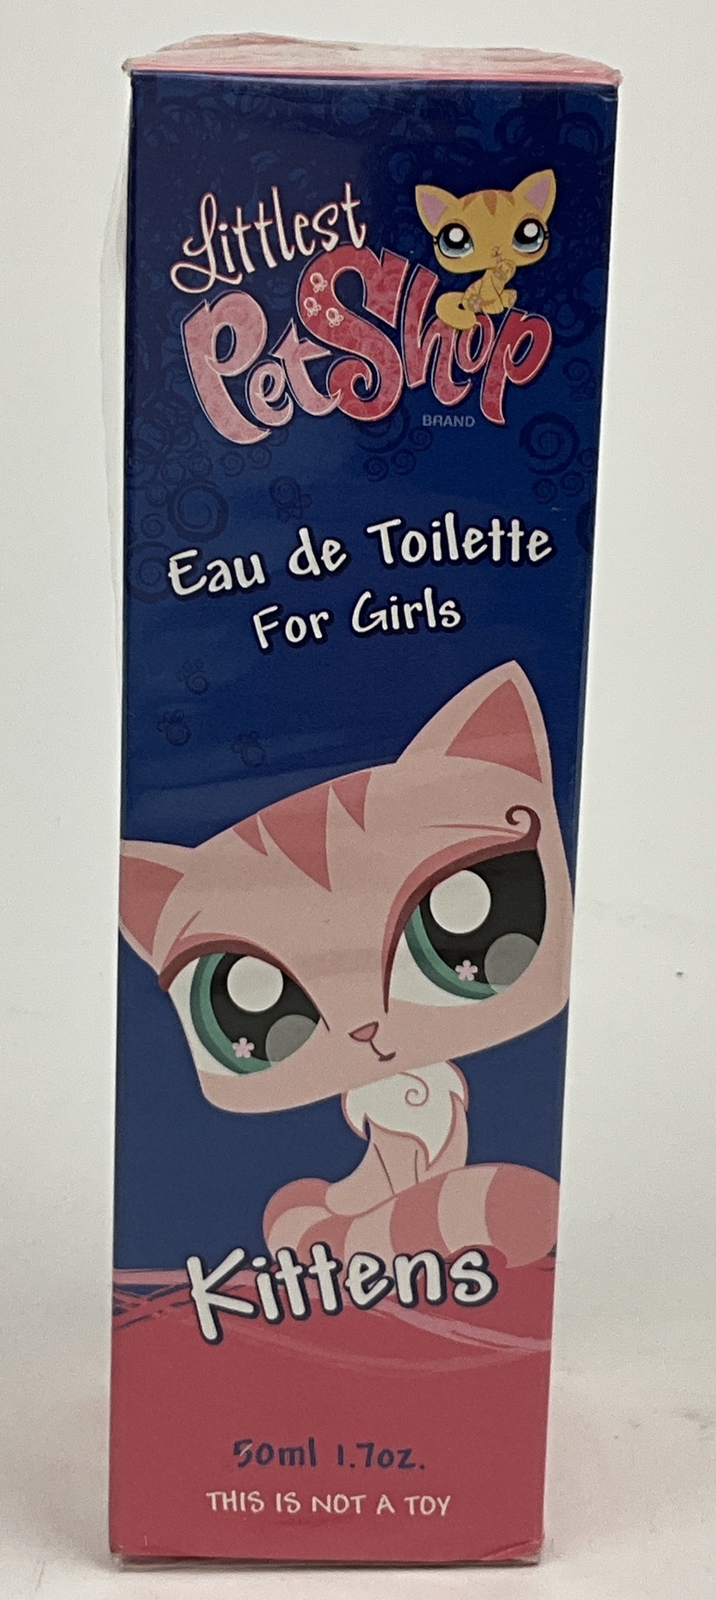 Littlest
PetShop
BRAND
Eau de Toilette
For Girls
Kittens
50ml 1.7oz.
THIS IS NOT A TOY